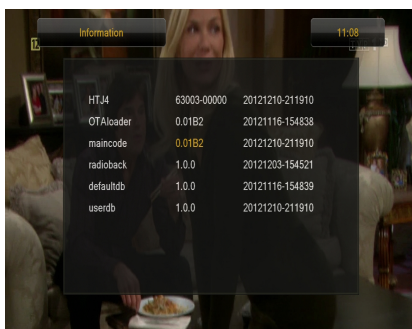 Information 11:08
HTJ4 63003-00000 20121210-211910
OTAloader 0.01B2 20121116-154838
maincode 0.01B2 20121210-211910
radioback 1.0.0 20121203-154521
defaultdb 1.0.0 20121116-154839
userdb 1.0.0 20121210-211910